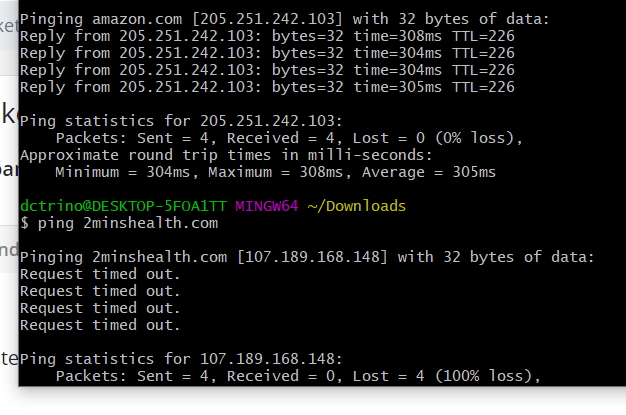 Pinging amazon.com [205.251.242.103] with 32 bytes of data:
Reply from 205.251.242.103: bytes=32 time=308ms TTL=226
Reply from 205.251.242.103: bytes=32 time=304ms TTL=226
Reply from 205.251.242.103: bytes=32 time=304ms TTL=226
Reply from 205.251.242.103: bytes=32 time=305ms TTL=226

Ping statistics for 205.251.242.103:
    Packets: Sent = 4, Received = 4, Lost = 0 (0% loss),
Approximate round trip times in milli-seconds:
    Minimum = 304ms, Maximum = 308ms, Average = 305ms

dctrino@DESKTOP-5FOA1TT MINGW64 ~/Downloads
$ ping 2minshealth.com

Pinging 2minshealth.com [107.189.168.148] with 32 bytes of data:
Request timed out.
Request timed out.
Request timed out.
Request timed out.

Ping statistics for 107.189.168.148:
    Packets: Sent = 4, Received = 0, Lost = 4 (100% loss),